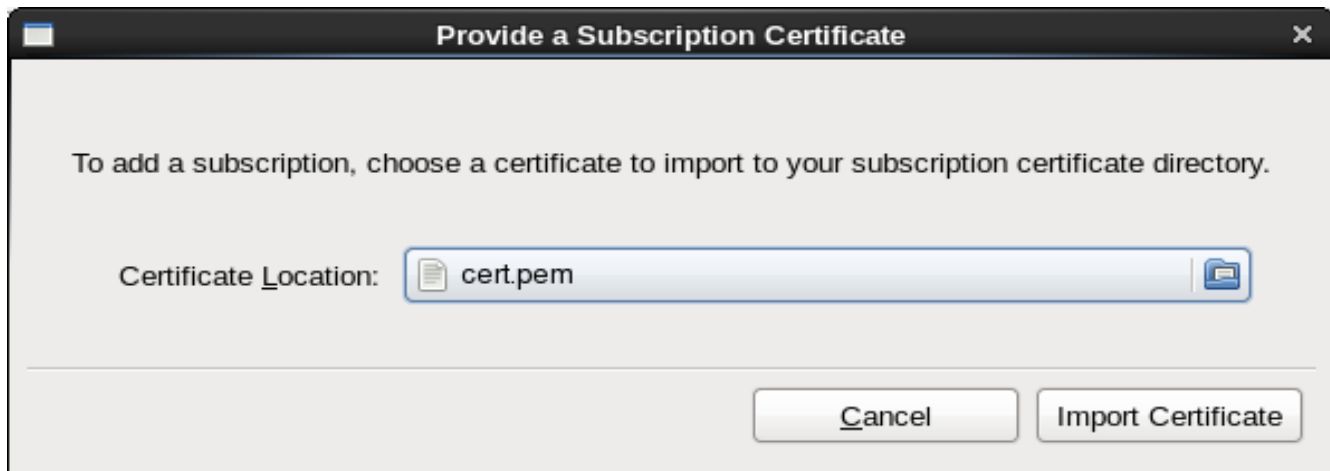 Provide a Subscription Certificate
To add a subscription, choose a certificate to import to your subscription certificate directory.
Certificate Location: cert.pem
Cancel Import Certificate